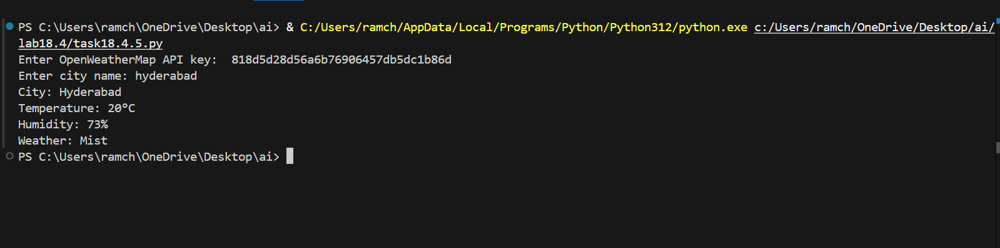 PS C:\Users\ramch\OneDrive\Desktop\ai> & C:/Users/ramch/AppData/Local/Programs/Python/Python312/python.exe c:/Users/ramch/OneDrive/Desktop/ai/
lab18.4/task18.4.5.py
Enter OpenWeatherMap API key:  818d5d28d56a6b76906457db5dc1b86d
Enter city name: hyderabad
City: Hyderabad
Temperature: 20°C
Humidity: 73%
Weather: Mist
PS C:\Users\ramch\OneDrive\Desktop\ai>